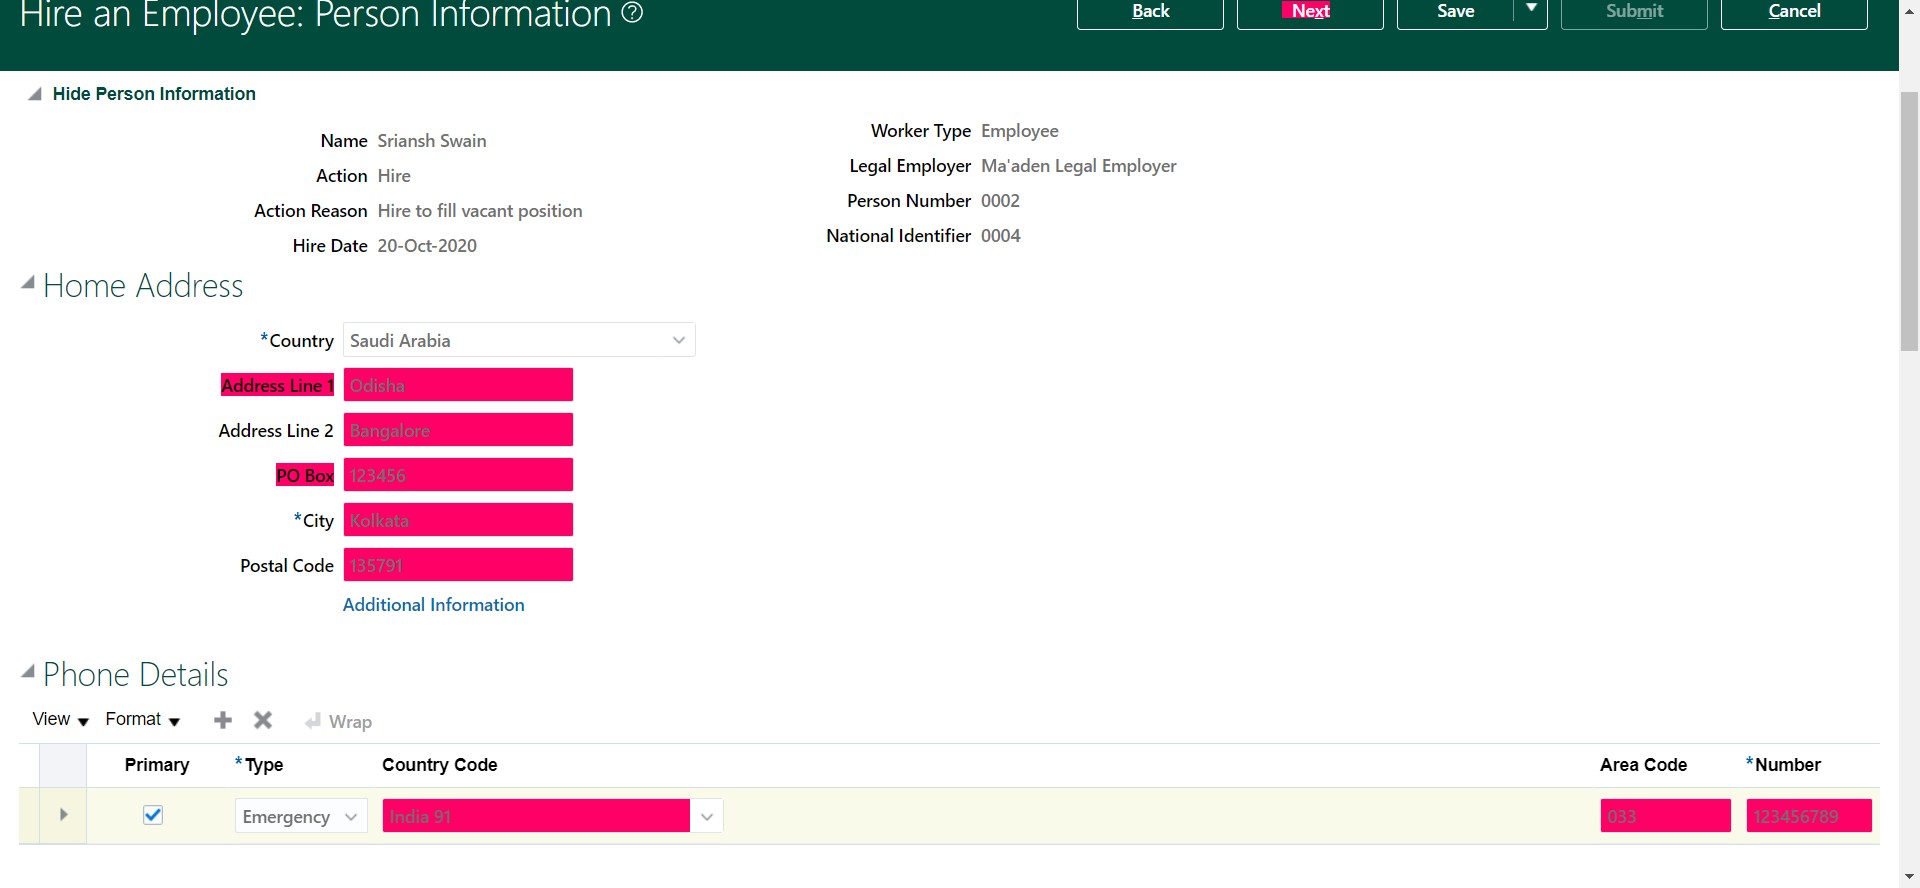 Hire an Employee: Person Information ?
Back Next Save Submit Cancel
Hide Person Information
Name Sriansh Swain
Action Hire
Action Reason Hire to fill vacant position
Hire Date 20-Oct-2020
Worker Type Employee
Legal Employer Ma'aden Legal Employer
Person Number 0002
National Identifier 0004
Home Address
*Country Saudi Arabia
Address Line 1 Odisha
Address Line 2 Bangalore
PO Box 123456
*City Kolkata
Postal Code 135791
Additional Information
Phone Details
View Format Wrap
Primary *Type Country Code Area Code *Number
Emergency India 91 033 123456789